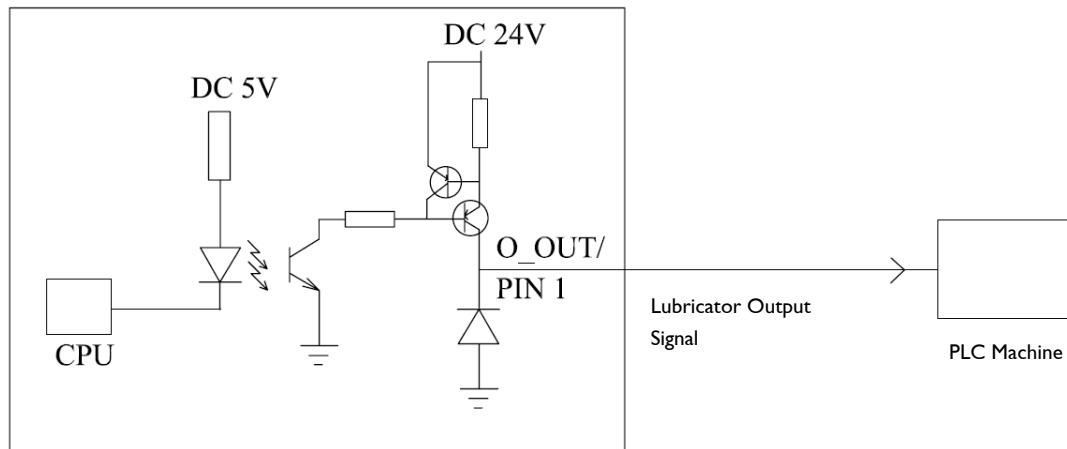 DC 24V
DC 5V
O_OUT/
PIN 1
CPU
Lubricator Output
Signal
PLC Machine